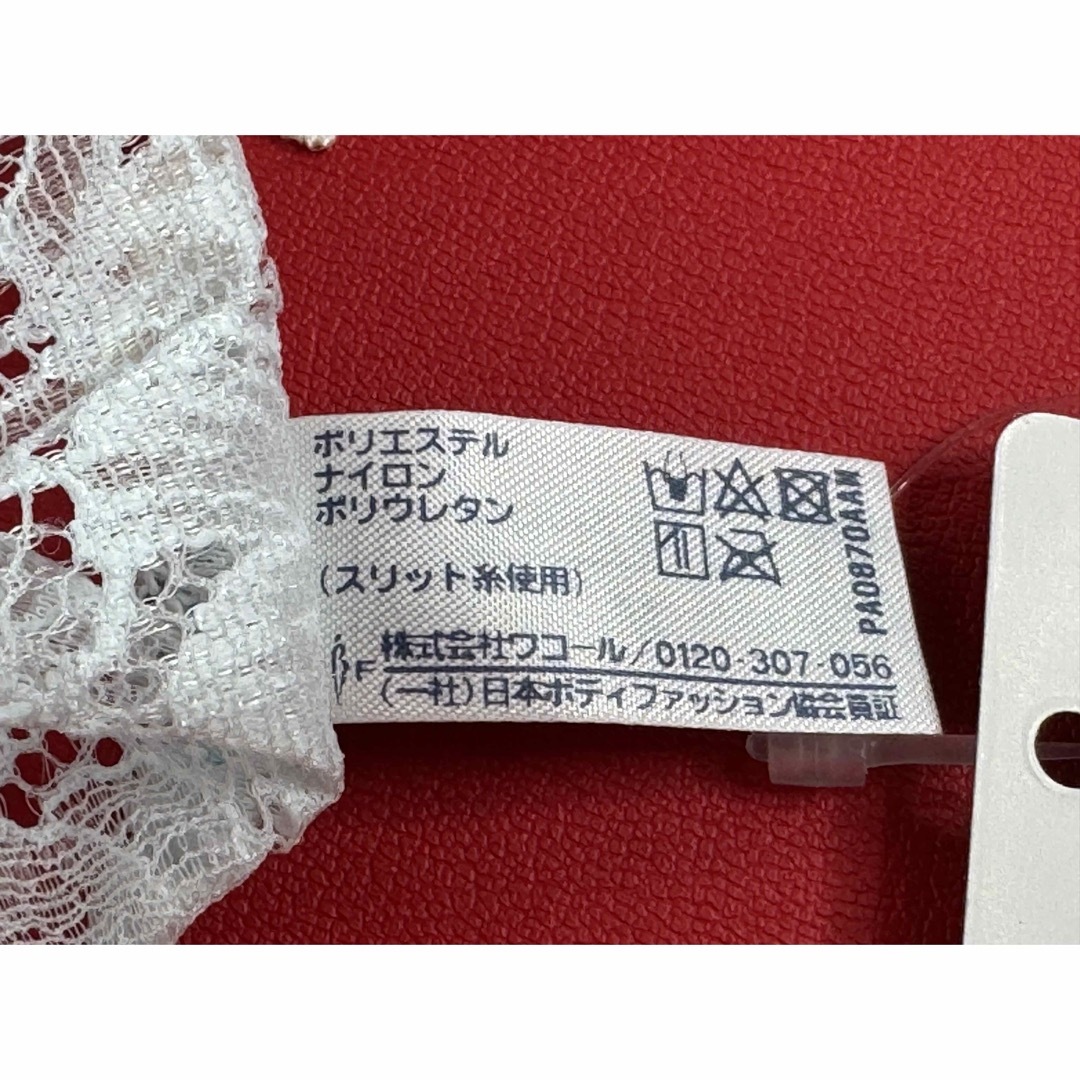 ポリエステル
ナイロン
ポリウレタン
(スリット糸使用)
PA0870AAM
BF
株式会社ワコール/0120-307-056
(一社)日本ボディファッション協会員証